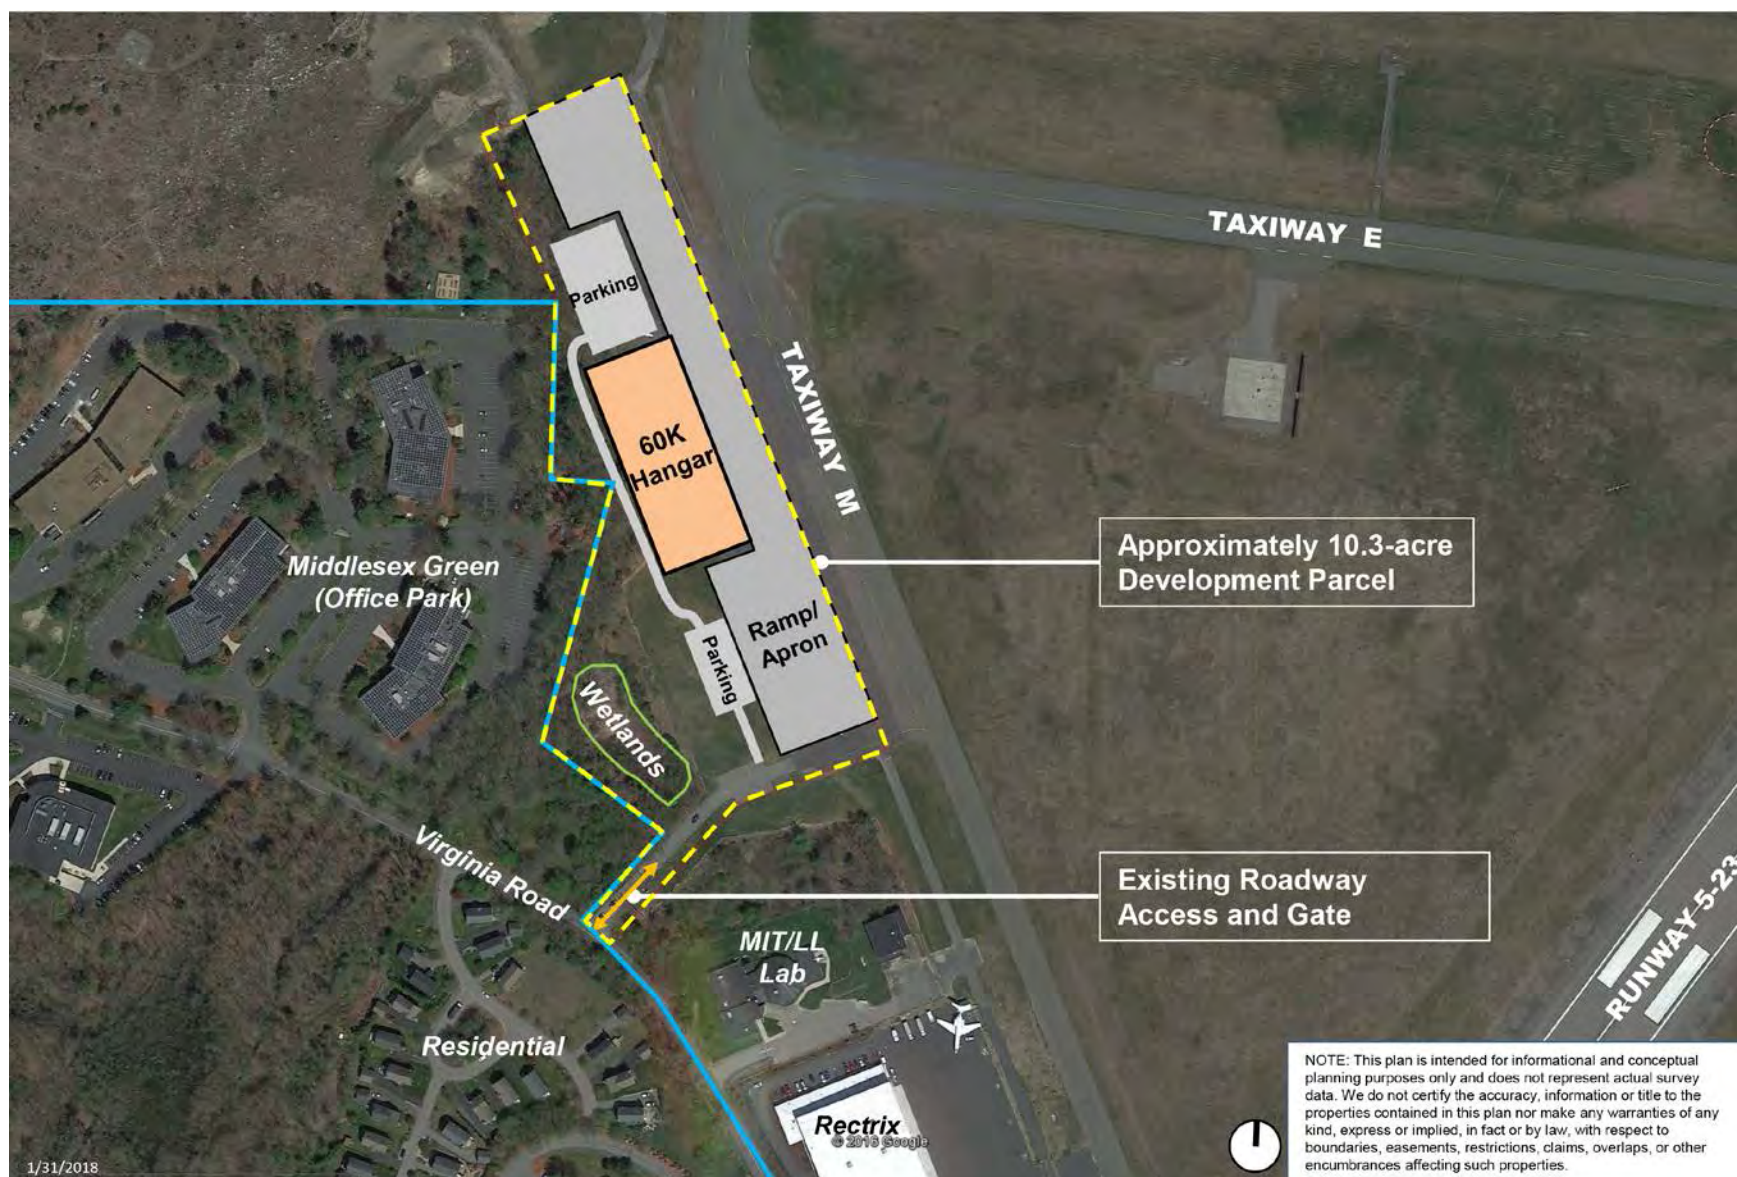 TAXIWAY E
Parking
TAXIWAY M
60K
Hangar
Approximately 10.3-acre
Development Parcel
Middlesex Green
(Office Park)
Ramp/
Apron
Parking
Wetlands
Virginia Road
Existing Roadway
Access and Gate
RUNWAY 5-23
MIT/LL
Lab
Residential
Rectrix
© 2016 Google
NOTE: This plan is intended for informational and conceptual
planning purposes only and does not represent actual survey
data. We do not certify the accuracy, information or title to the
properties contained in this plan nor make any warranties of any
kind, express or implied, in fact or by law, with respect to
boundaries, easements, restrictions, claims, overlaps, or other
encumbrances affecting such properties.
1/31/2018